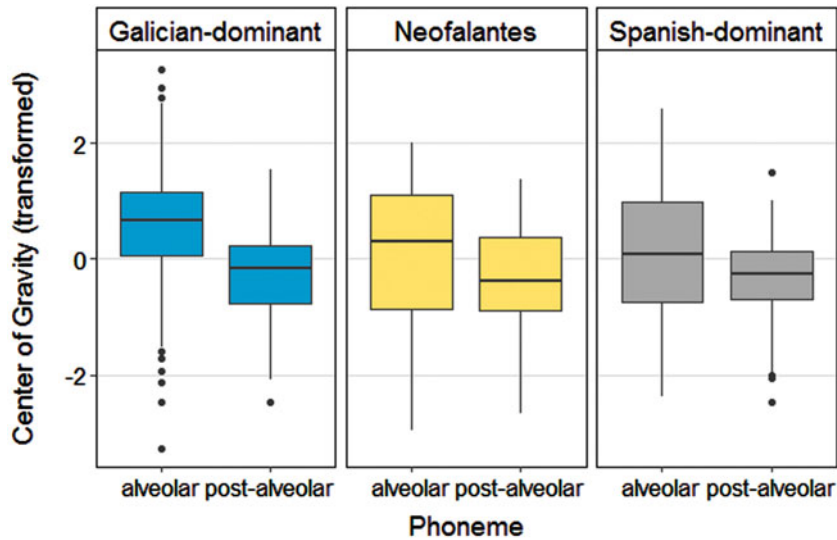 Galician-dominant Neofalantes Spanish-dominant
Center of Gravity (transformed)
2
0
-2
alveolar post-alveolar alveolar post-alveolar alveolar post-alveolar
Phoneme